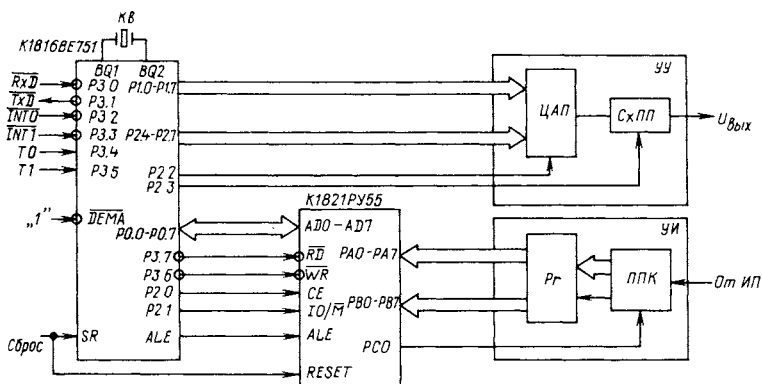 КВ
К1816ВЕ751
BQ1 BQ2
RxD P3.0 P1.0-P1.7
TxD P3.1
INT0 P3.2
INT1 P3.3 P2.4-P2.7
T0 P3.4
T1 P3.5
P2.2
P2.3
„1" DEMA
P0.0-P0.7
P3.7
P3.6
P2.0
P2.1
Сброс SR ALE
К1821РУ55
AD0-AD7
RD PA0-PA7
WR
CE PB0-PB7
IO/M
ALE
PC0
RESET
УУ
ЦАП
СхПП
Uвых
УИ
Рг
ППК
От ИП